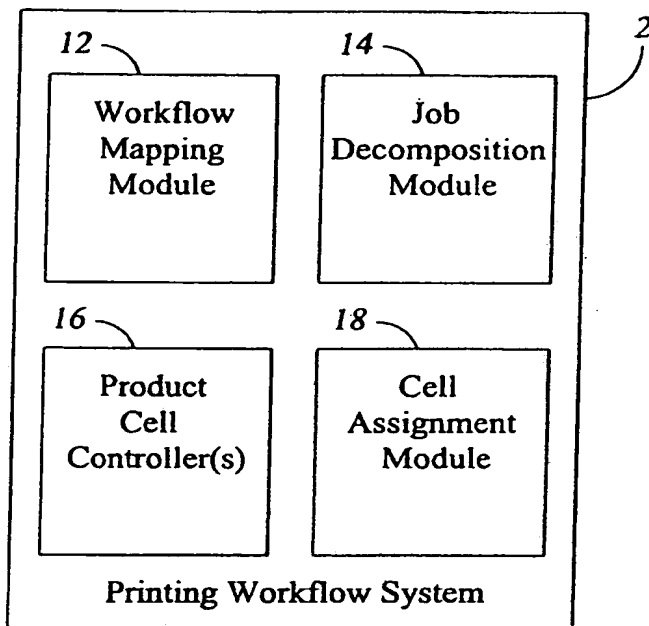 12
14
2
Workflow
Mapping
Module
Job
Decomposition
Module
16
18
Product
Cell
Controller(s)
Cell
Assignment
Module
Printing Workflow System